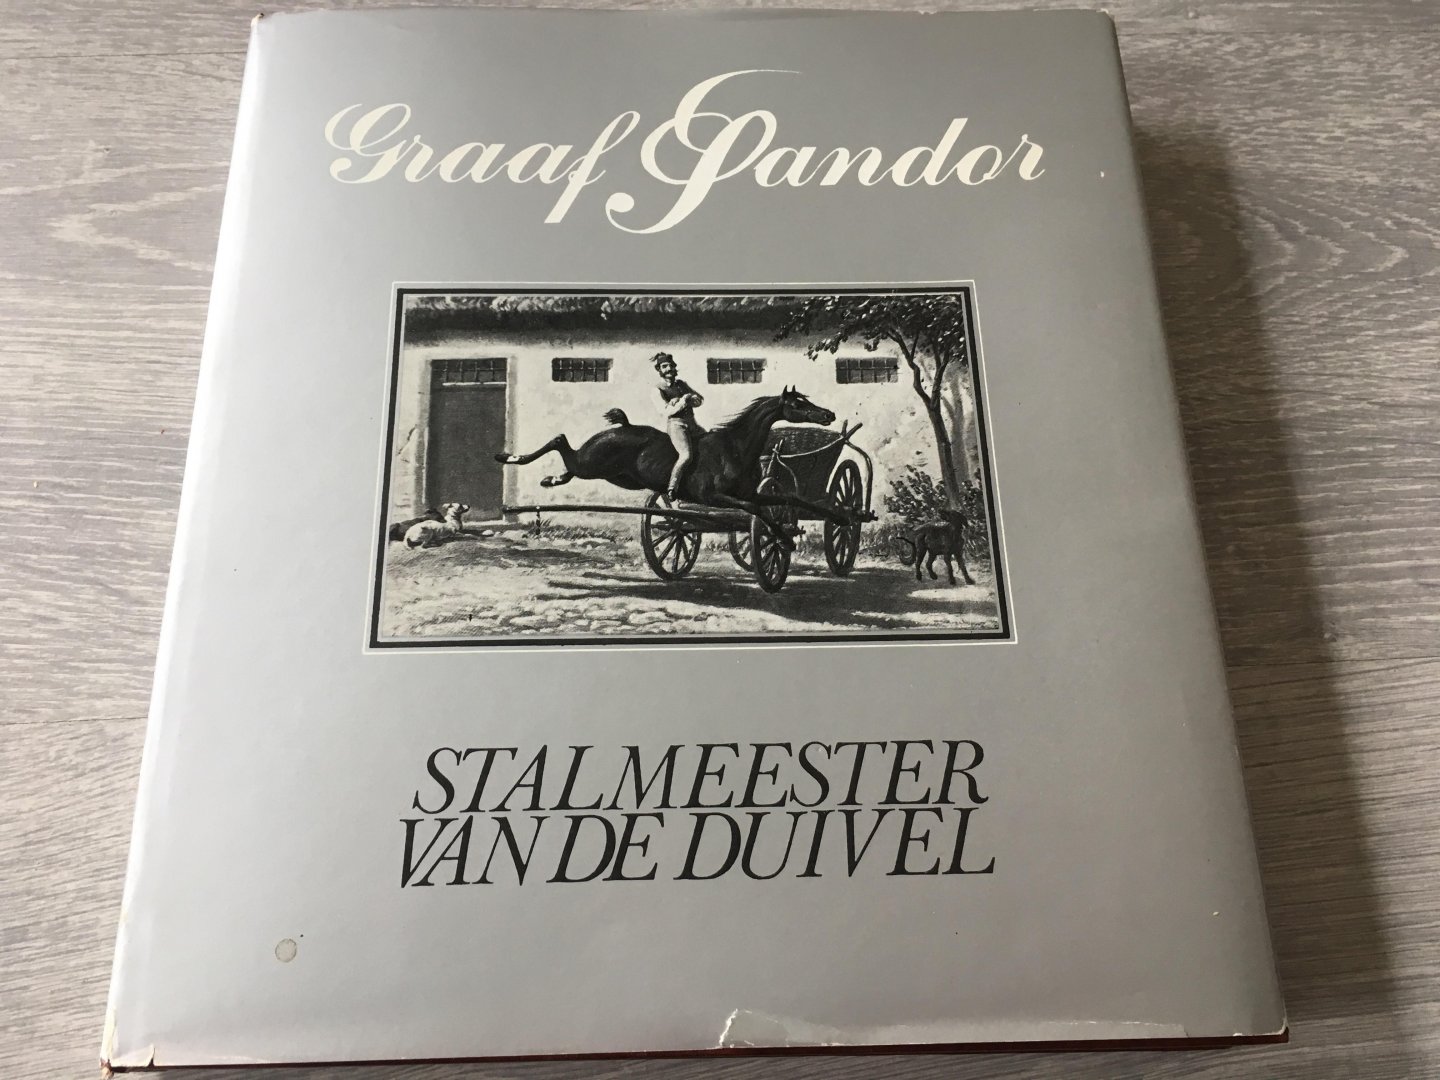 Graaf Sandor
STALMEESTER
VAN DE DUIVEL